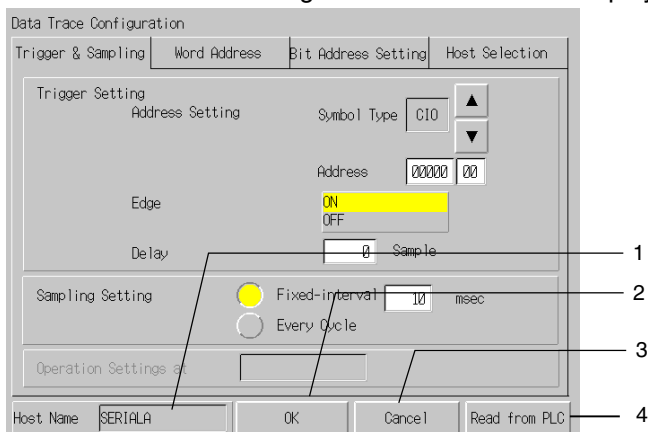 Data Trace Configuration
Trigger & Sampling Word Address Bit Address Setting Host Selection
Trigger Setting
Address Setting Symbol Type CIO ▲
▼
Address 00000 00
Edge ON
OFF
Delay 0 Sample
1
Sampling Setting Fixed-interval 10 msec
2
Every Cycle
3
Operation Settings at
Host Name SERIALA OK Cancel Read from PLC 4